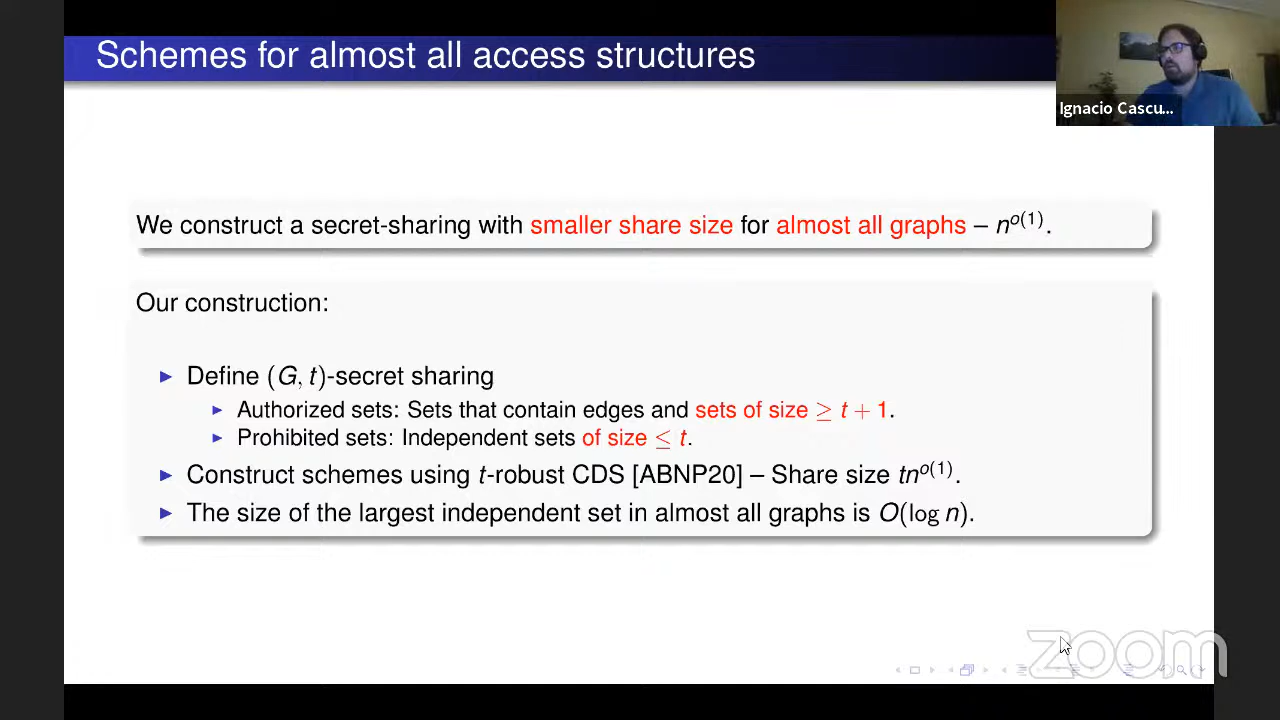 Schemes for almost all access structures
Ignacio Cascu...
We construct a secret-sharing with smaller share size for almost all graphs – n^{o(1)}.
Our construction:
▶ Define (G, t)-secret sharing
▶ Authorized sets: Sets that contain edges and sets of size ≥ t + 1.
▶ Prohibited sets: Independent sets of size ≤ t.
▶ Construct schemes using t-robust CDS [ABNP20] – Share size tn^{o(1)}.
▶ The size of the largest independent set in almost all graphs is O(log n).
zoom